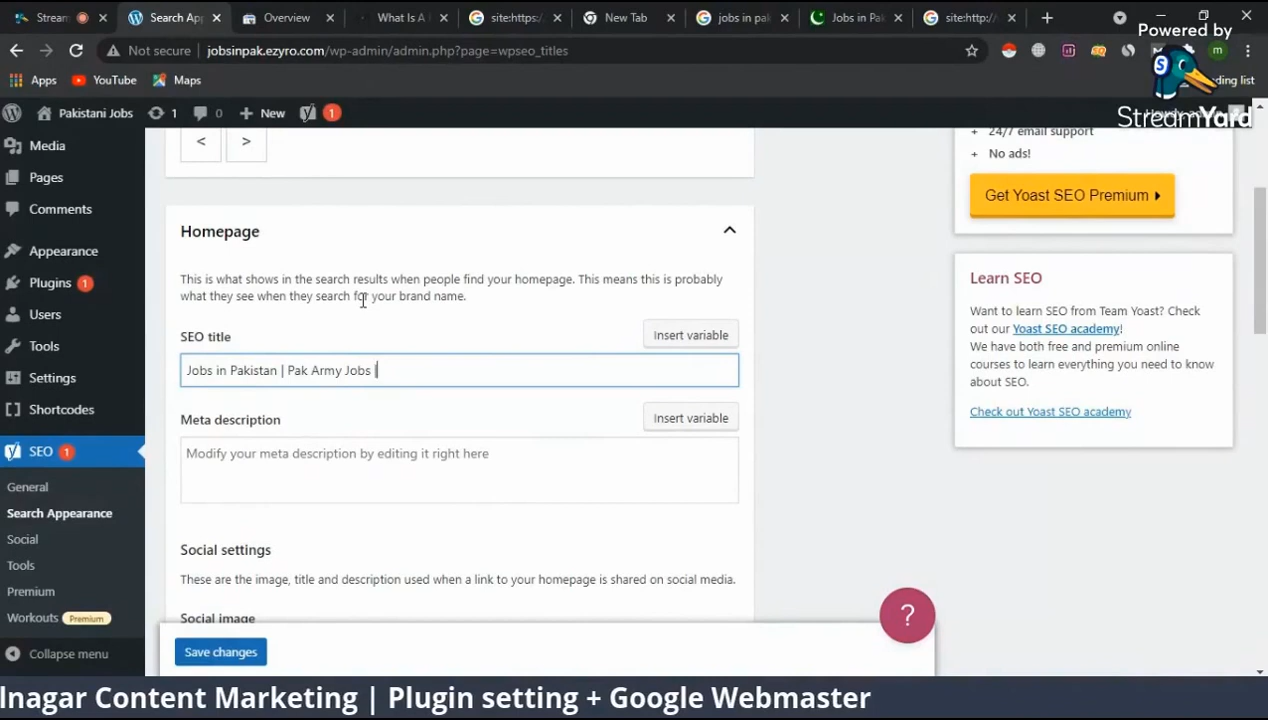 Stream
Search Ap
Overview
What Is A
site:https:/
New Tab
jobs in pak
Jobs in Pak
site:http://
Powered by
Not secure
jobsinpak.ezyro.com/wp-admin/admin.php?page=wpseo_titles
m
Apps
YouTube
Maps
ding list
StreamYard
Pakistani Jobs
1
0
New
1
Media
Pages
Comments
Appearance
Plugins 1
Users
Tools
Settings
Shortcodes
SEO 1
General
Search Appearance
Social
Tools
Premium
Workouts Premium
Collapse menu
< >
Homepage
This is what shows in the search results when people find your homepage. This means this is probably
what they see when they search for your brand name.
SEO title
Insert variable
Jobs in Pakistan | Pak Army Jobs |
Meta description
Insert variable
Modify your meta description by editing it right here
Social settings
These are the image, title and description used when a link to your homepage is shared on social media.
Social image
Save changes
+ 24/7 email support
+ No ads!
Get Yoast SEO Premium
Learn SEO
Want to learn SEO from Team Yoast? Check
out our Yoast SEO academy!
We have both free and premium online
courses to learn everything you need to know
about SEO.
Check out Yoast SEO academy
?
lnagar Content Marketing | Plugin setting + Google Webmaster